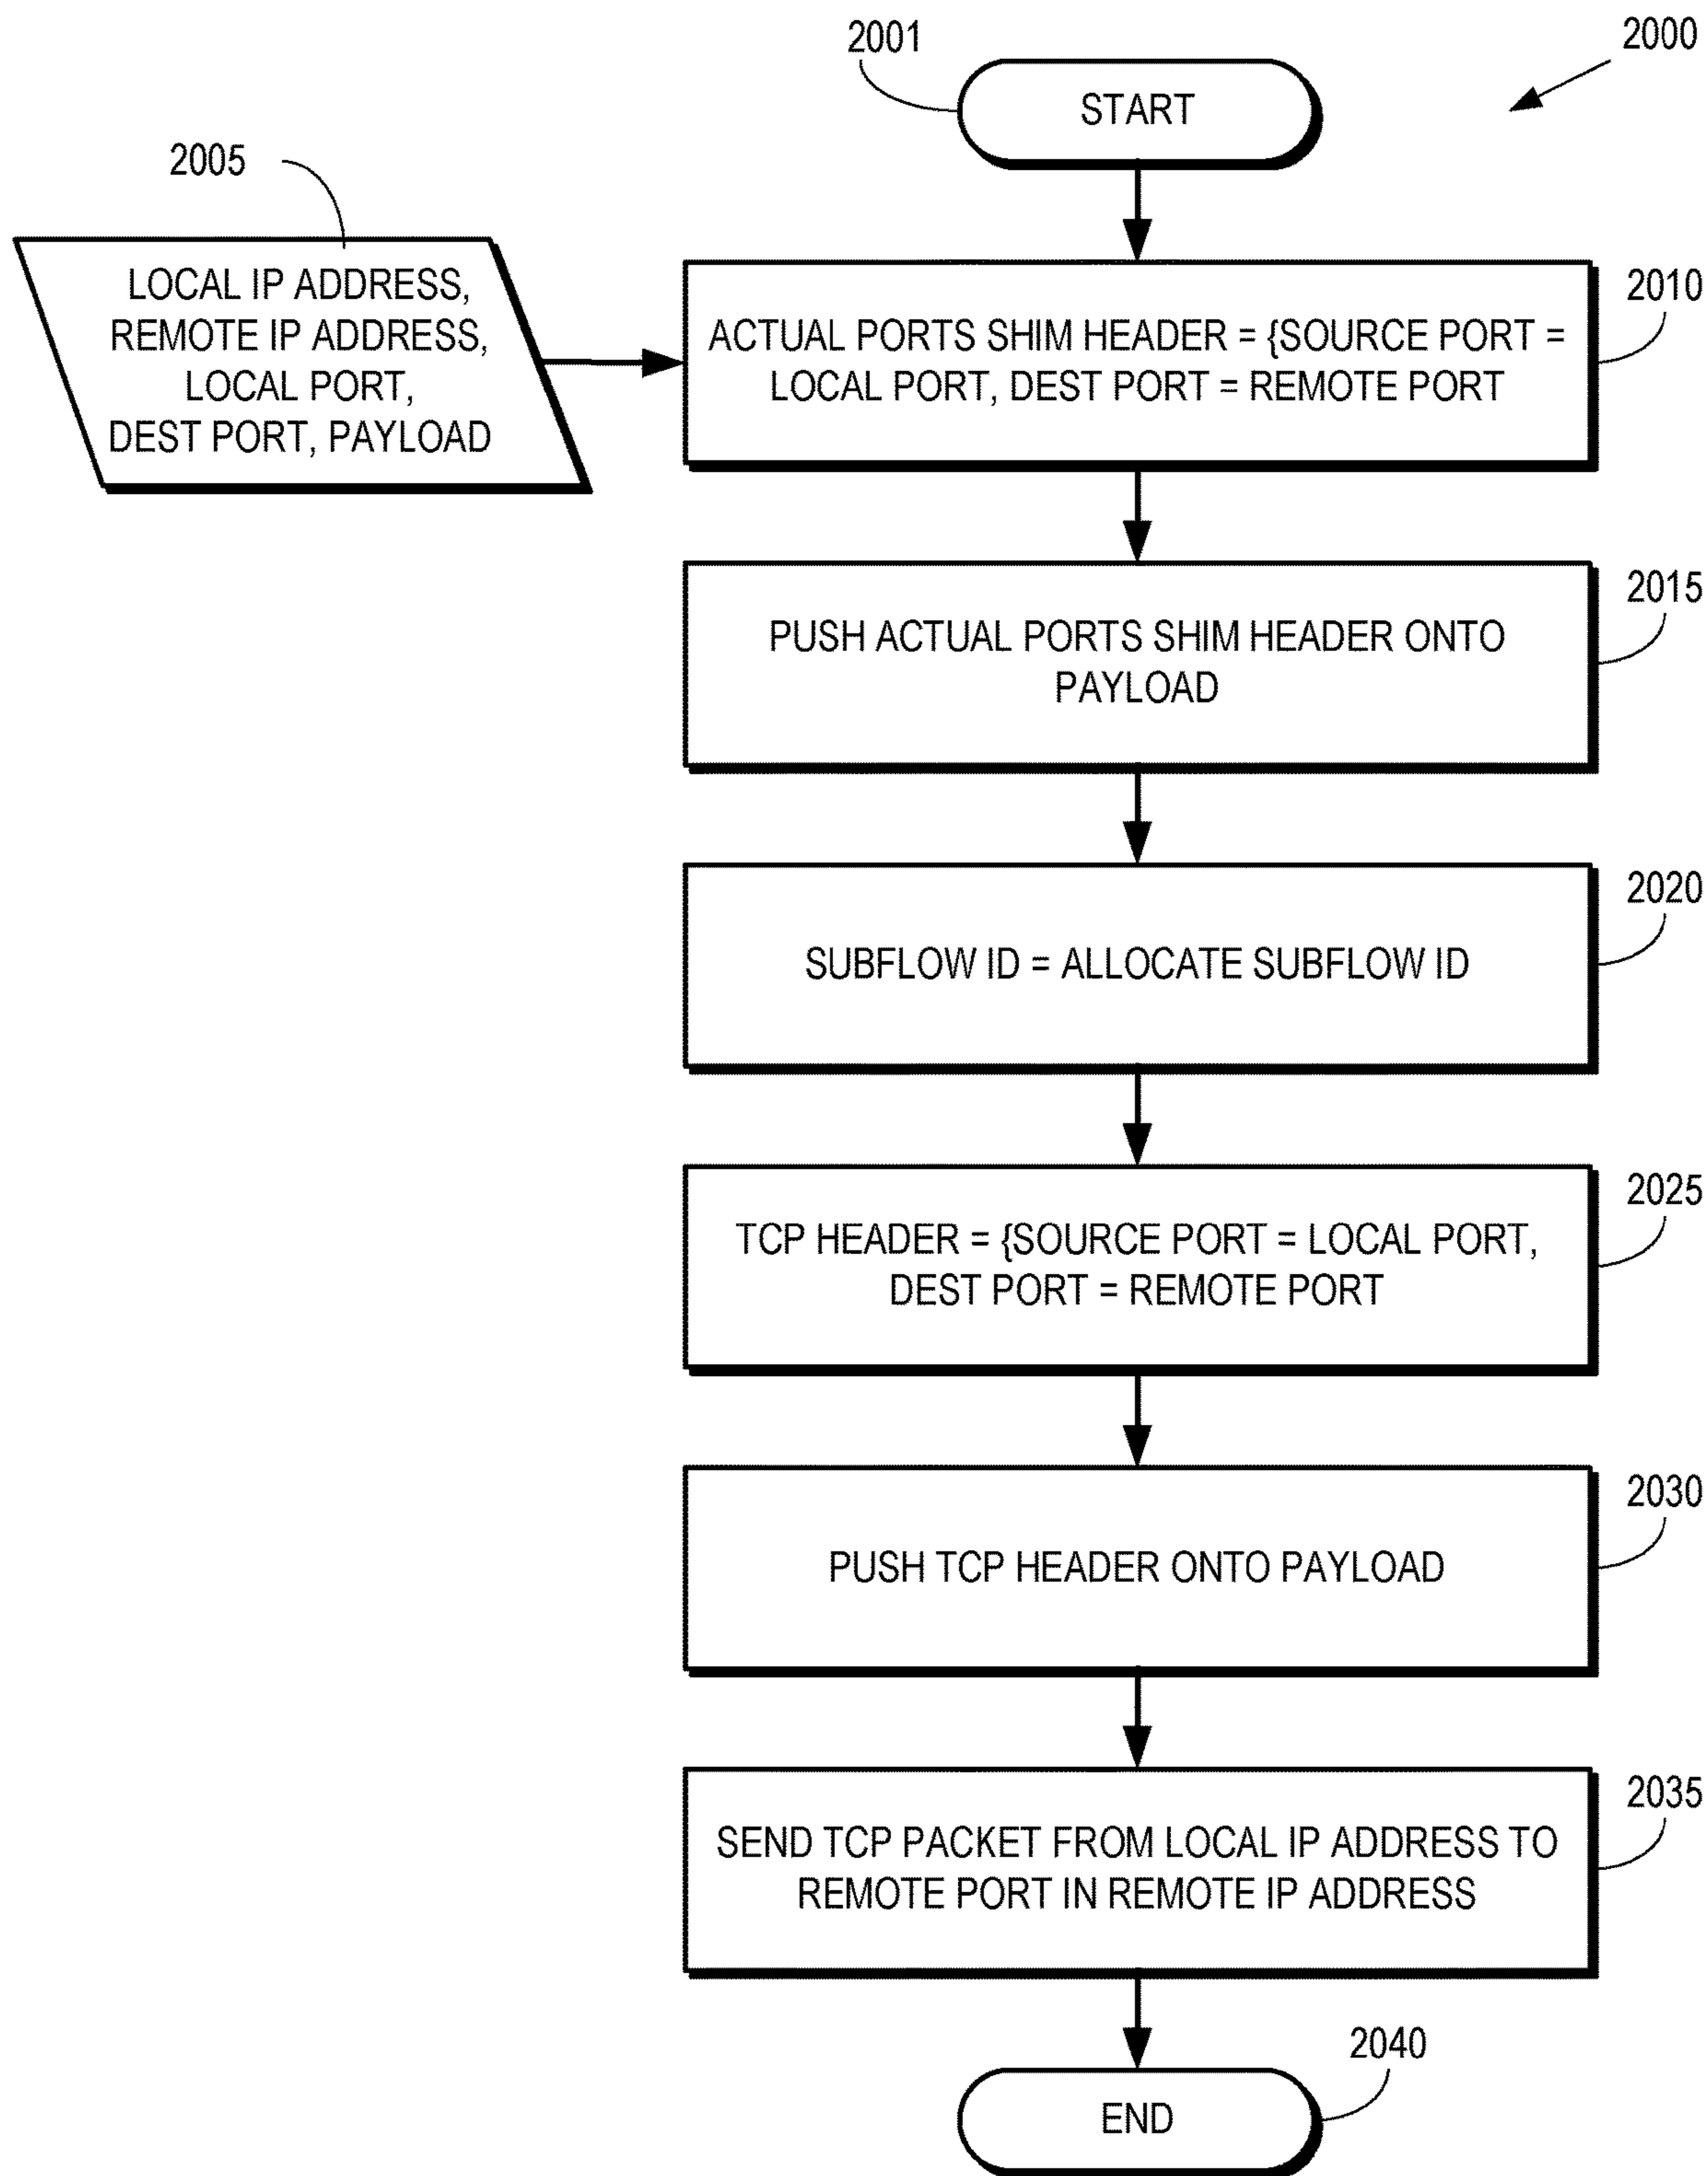 2001
2000
START
2005
LOCAL IP ADDRESS,
REMOTE IP ADDRESS,
LOCAL PORT,
DEST PORT, PAYLOAD
2010
ACTUAL PORTS SHIM HEADER = {SOURCE PORT =
LOCAL PORT, DEST PORT = REMOTE PORT
2015
PUSH ACTUAL PORTS SHIM HEADER ONTO
PAYLOAD
2020
SUBFLOW ID = ALLOCATE SUBFLOW ID
2025
TCP HEADER = {SOURCE PORT = LOCAL PORT,
DEST PORT = REMOTE PORT
2030
PUSH TCP HEADER ONTO PAYLOAD
2035
SEND TCP PACKET FROM LOCAL IP ADDRESS TO
REMOTE PORT IN REMOTE IP ADDRESS
2040
END